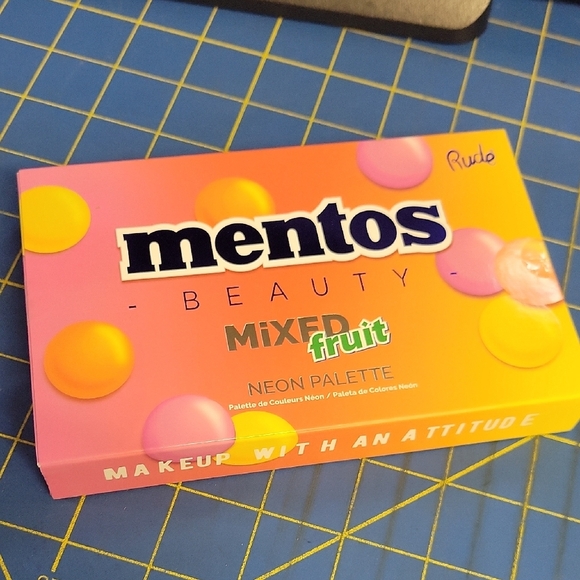 Rude
mentos
- BEAUTY -
MiXED
fruit
NEON PALETTE
Palette de Couleurs Néon / Paleta de Colores Neón
MAKEUP WITH AN ATTITUDE